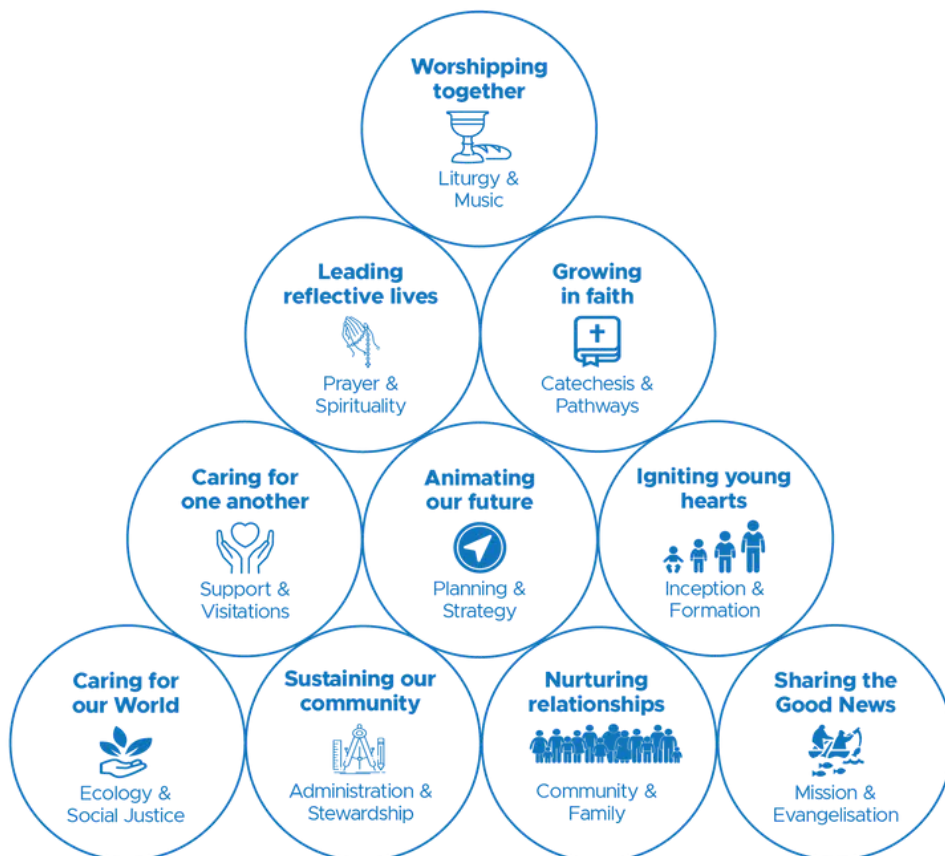 Worshipping
together
Liturgy &
Music
Leading
reflective lives
Prayer &
Spirituality
Growing
in faith
Catechesis &
Pathways
Caring for
one another
Support &
Visitations
Animating
our future
Planning &
Strategy
Igniting young
hearts
Inception &
Formation
Caring for
our World
Ecology &
Social Justice
Sustaining our
community
Administration &
Stewardship
Nurturing
relationships
Community &
Family
Sharing the
Good News
Mission &
Evangelisation